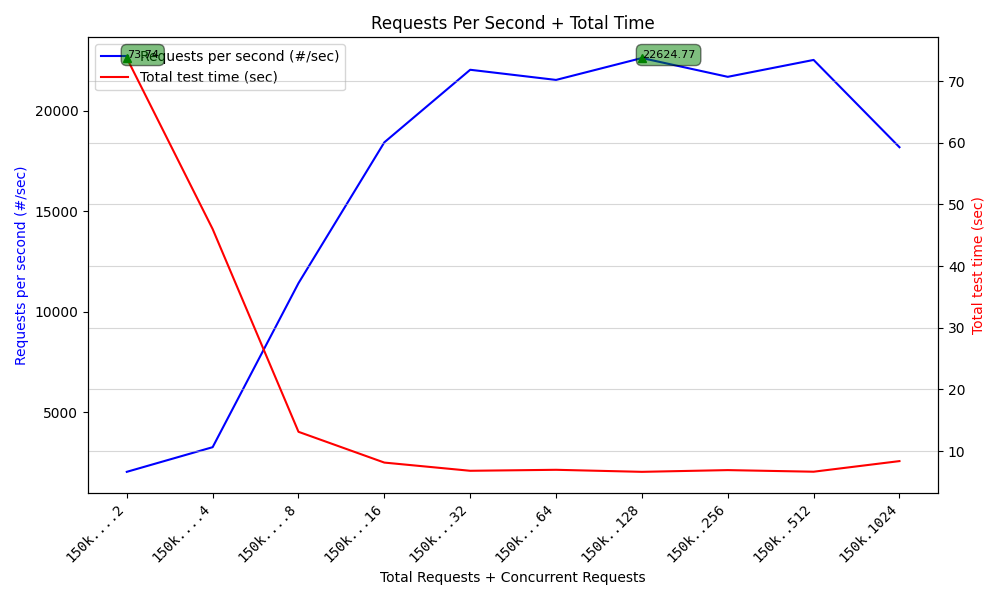 Requests Per Second + Total Time
73.74
Requests per second (#/sec)
Total test time (sec)
22624.77
20000
15000
10000
5000
Requests per second (#/sec)
70
60
50
40
30
20
10
Total test time (sec)
150k....2
150k....4
150k....8
150k...16
150k...32
150k...64
150k..128
150k..256
150k..512
150k.1024
Total Requests + Concurrent Requests